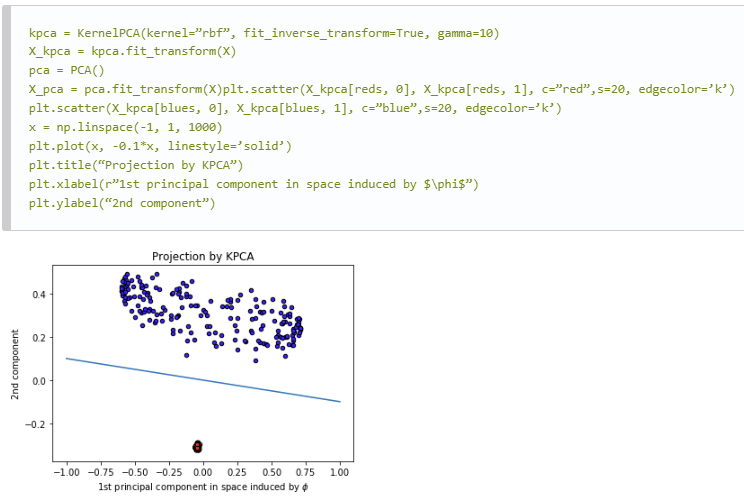 kpca = KernelPCA(kernel=”rbf”, fit_inverse_transform=True, gamma=10)
X_kpca = kpca.fit_transform(X)
pca = PCA()
X_pca = pca.fit_transform(X)plt.scatter(X_kpca[reds, 0], X_kpca[reds, 1], c=”red”,s=20, edgecolor=’k’)
plt.scatter(X_kpca[blues, 0], X_kpca[blues, 1], c=”blue”,s=20, edgecolor=’k’)
x = np.linspace(-1, 1, 1000)
plt.plot(x, -0.1*x, linestyle=’solid’)
plt.title(“Projection by KPCA”)
plt.xlabel(r”1st principal component in space induced by $\phi$”)
plt.ylabel(“2nd component”)
Projection by KPCA
0.4
0.2
0.0
−0.2
2nd component
−1.00 −0.75 −0.50 −0.25 0.00 0.25 0.50 0.75 1.00
1st principal component in space induced by ϕ